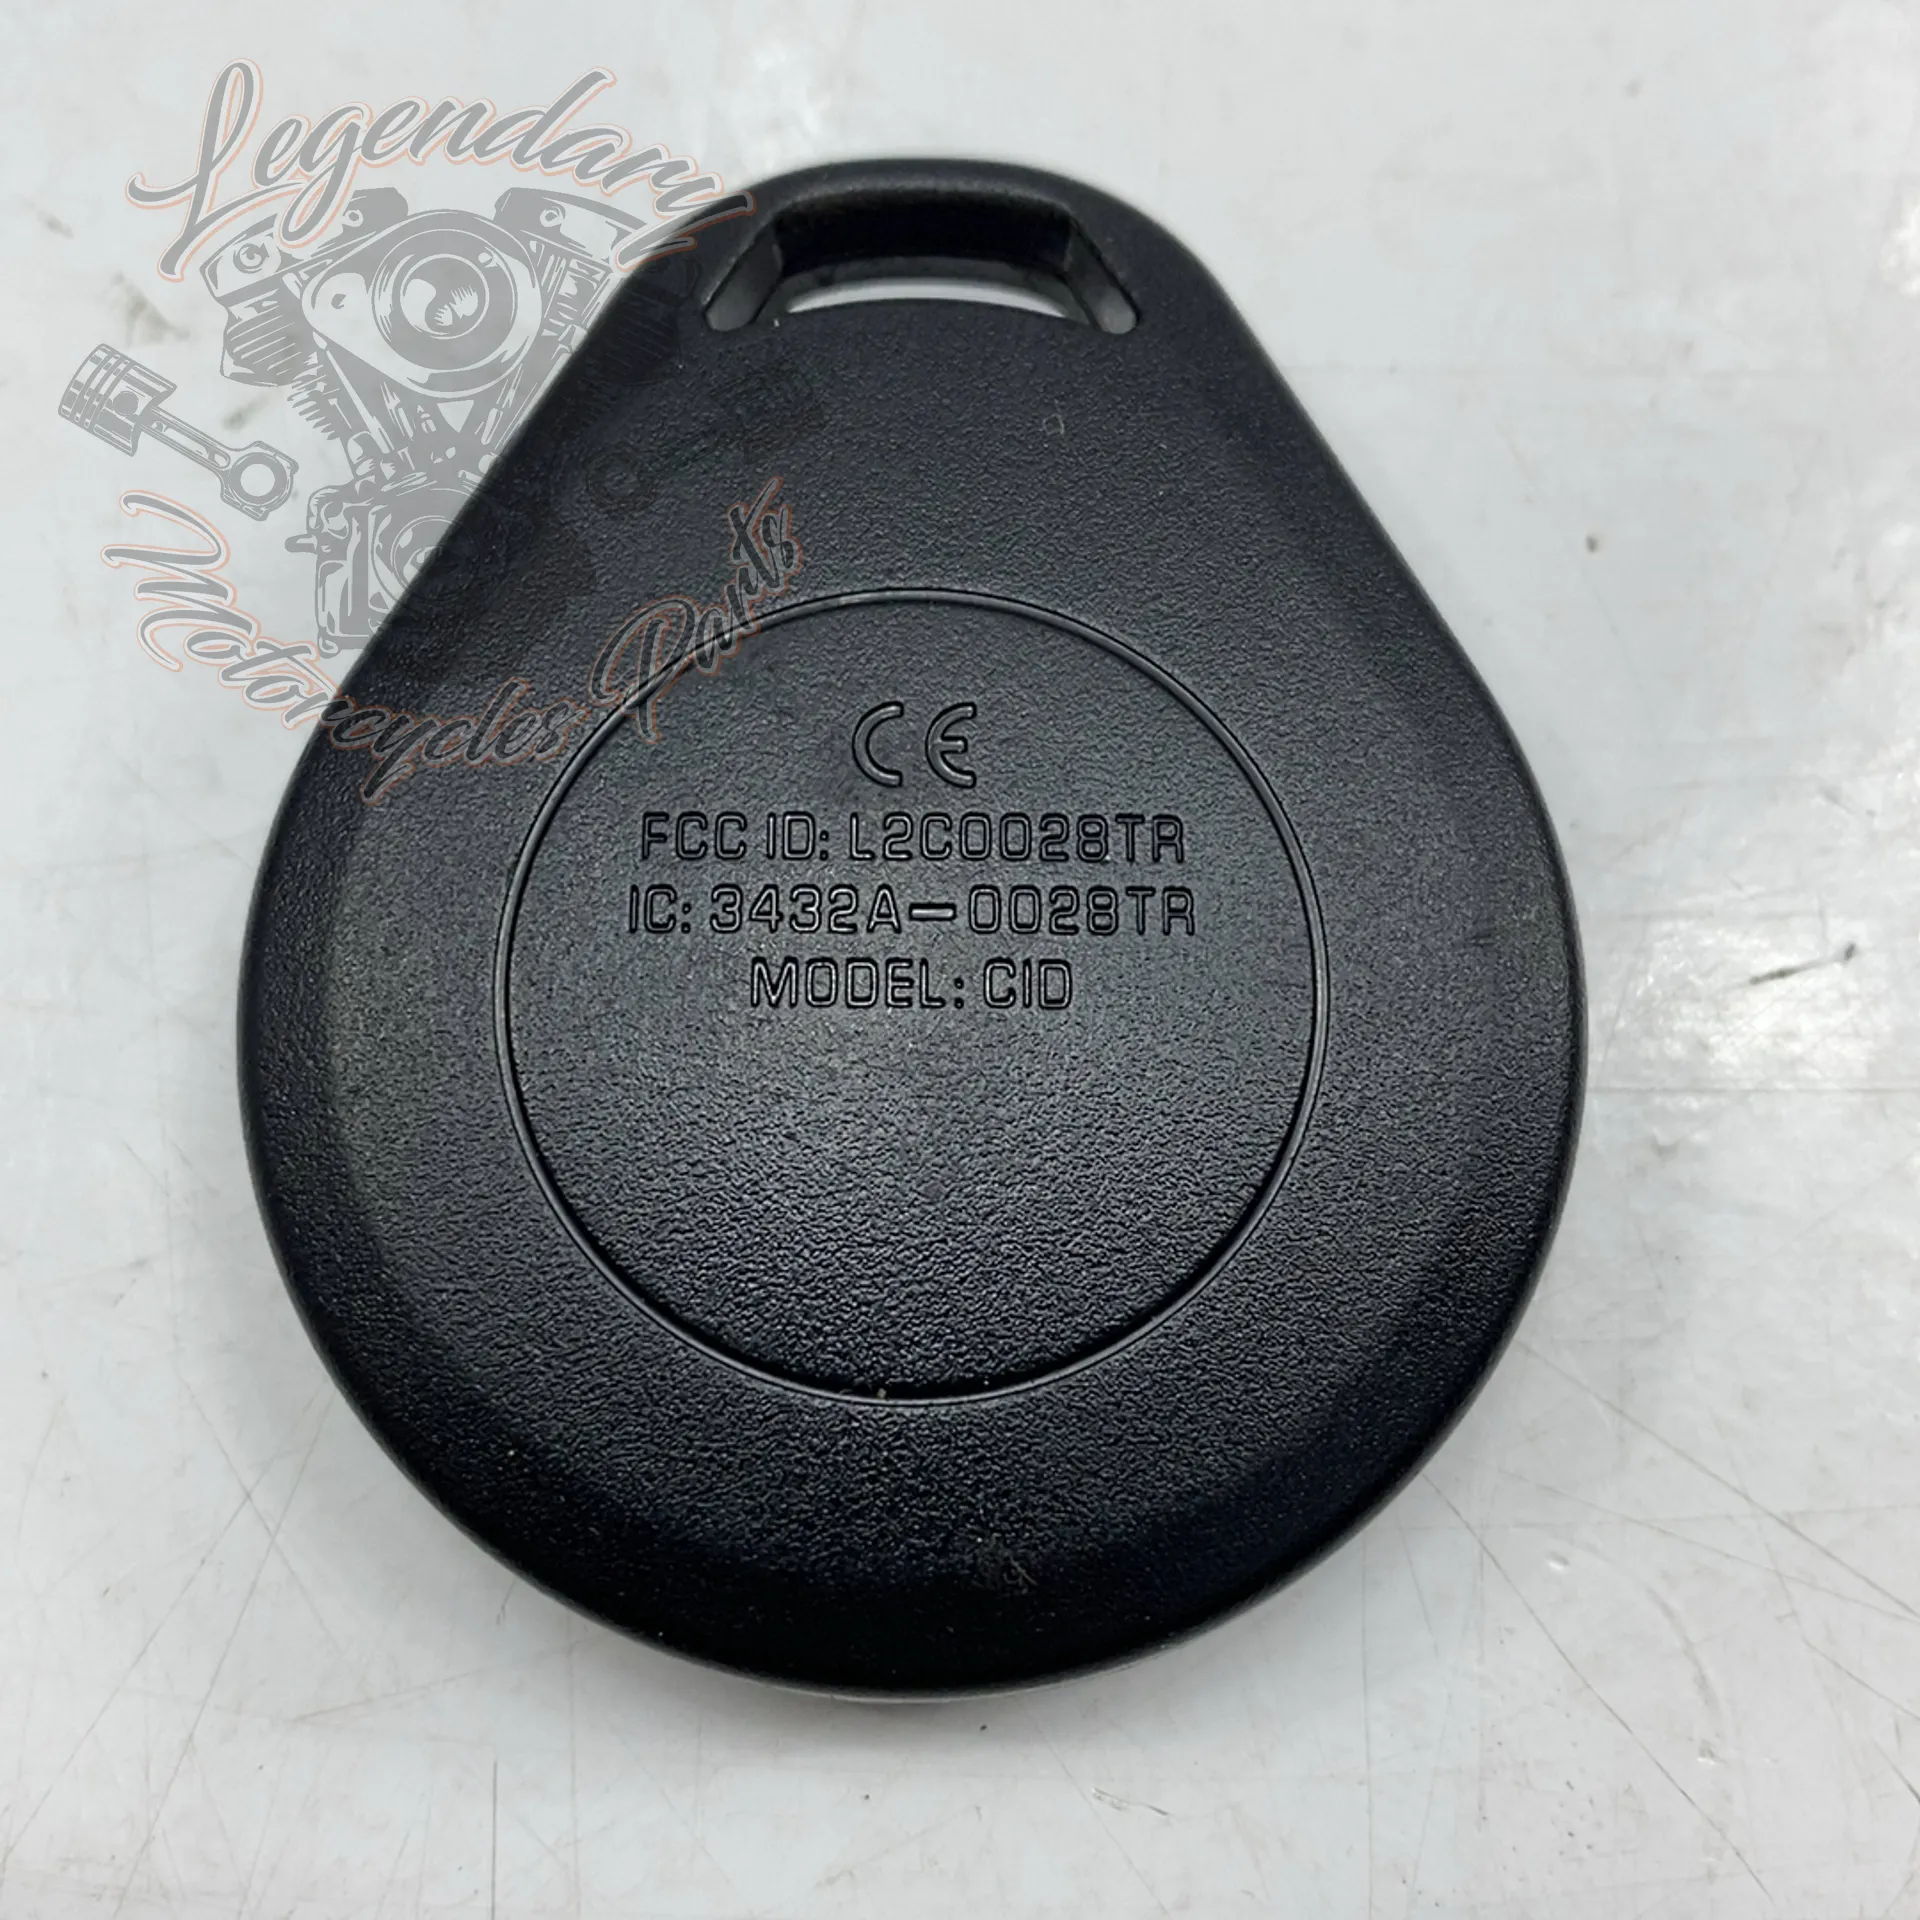 Legendary
Motorcycles Parts
CE
FCC ID: L2C0028TR
IC: 3432A-0028TR
MODEL: CID